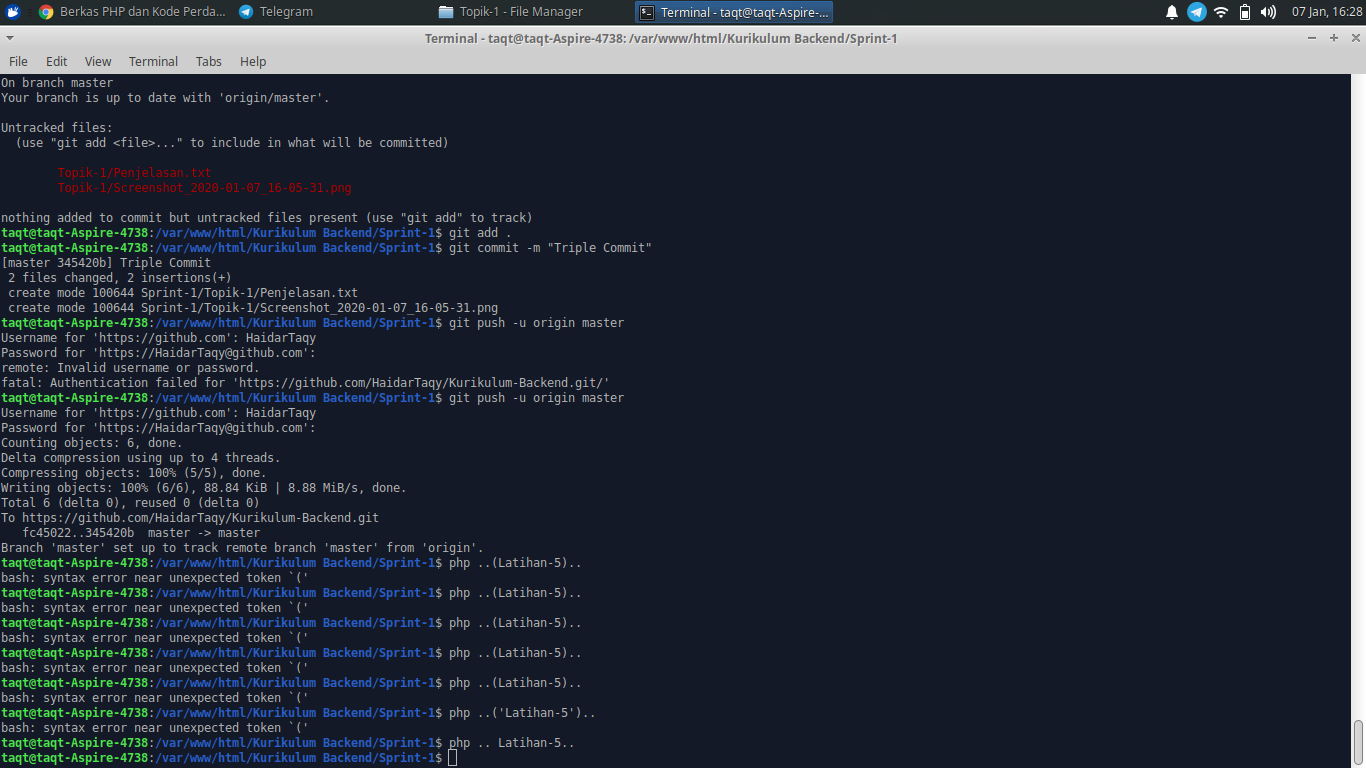 Berkas PHP dan Kode Perda...
Telegram
Topik-1 - File Manager
Terminal - taqt@taqt-Aspire-...
07 Jan, 16:28
Terminal - taqt@taqt-Aspire-4738: /var/www/html/Kurikulum Backend/Sprint-1
File Edit View Terminal Tabs Help
On branch master
Your branch is up to date with 'origin/master'.
Untracked files:
(use "git add <file>..." to include in what will be committed)
Topik-1/Penjelasan.txt
Topik-1/Screenshot_2020-01-07_16-05-31.png
nothing added to commit but untracked files present (use "git add" to track)
taqt@taqt-Aspire-4738:/var/www/html/Kurikulum Backend/Sprint-1$ git add .
taqt@taqt-Aspire-4738:/var/www/html/Kurikulum Backend/Sprint-1$ git commit -m "Triple Commit"
[master 345420b] Triple Commit
2 files changed, 2 insertions(+)
create mode 100644 Sprint-1/Topik-1/Penjelasan.txt
create mode 100644 Sprint-1/Topik-1/Screenshot_2020-01-07_16-05-31.png
taqt@taqt-Aspire-4738:/var/www/html/Kurikulum Backend/Sprint-1$ git push -u origin master
Username for 'https://github.com': HaidarTaqy
Password for 'https://HaidarTaqy@github.com':
remote: Invalid username or password.
fatal: Authentication failed for 'https://github.com/HaidarTaqy/Kurikulum-Backend.git/'
taqt@taqt-Aspire-4738:/var/www/html/Kurikulum Backend/Sprint-1$ git push -u origin master
Username for 'https://github.com': HaidarTaqy
Password for 'https://HaidarTaqy@github.com':
Counting objects: 6, done.
Delta compression using up to 4 threads.
Compressing objects: 100% (5/5), done.
Writing objects: 100% (6/6), 88.84 KiB | 8.88 MiB/s, done.
Total 6 (delta 0), reused 0 (delta 0)
To https://github.com/HaidarTaqy/Kurikulum-Backend.git
fc45022..345420b  master -> master
Branch 'master' set up to track remote branch 'master' from 'origin'.
taqt@taqt-Aspire-4738:/var/www/html/Kurikulum Backend/Sprint-1$ php ..(Latihan-5)..
bash: syntax error near unexpected token `('
taqt@taqt-Aspire-4738:/var/www/html/Kurikulum Backend/Sprint-1$ php ..(Latihan-5)..
bash: syntax error near unexpected token `('
taqt@taqt-Aspire-4738:/var/www/html/Kurikulum Backend/Sprint-1$ php ..(Latihan-5)..
bash: syntax error near unexpected token `('
taqt@taqt-Aspire-4738:/var/www/html/Kurikulum Backend/Sprint-1$ php ..(Latihan-5)..
bash: syntax error near unexpected token `('
taqt@taqt-Aspire-4738:/var/www/html/Kurikulum Backend/Sprint-1$ php ..(Latihan-5)..
bash: syntax error near unexpected token `('
taqt@taqt-Aspire-4738:/var/www/html/Kurikulum Backend/Sprint-1$ php ..('Latihan-5')..
bash: syntax error near unexpected token `('
taqt@taqt-Aspire-4738:/var/www/html/Kurikulum Backend/Sprint-1$ php .. Latihan-5..
taqt@taqt-Aspire-4738:/var/www/html/Kurikulum Backend/Sprint-1$